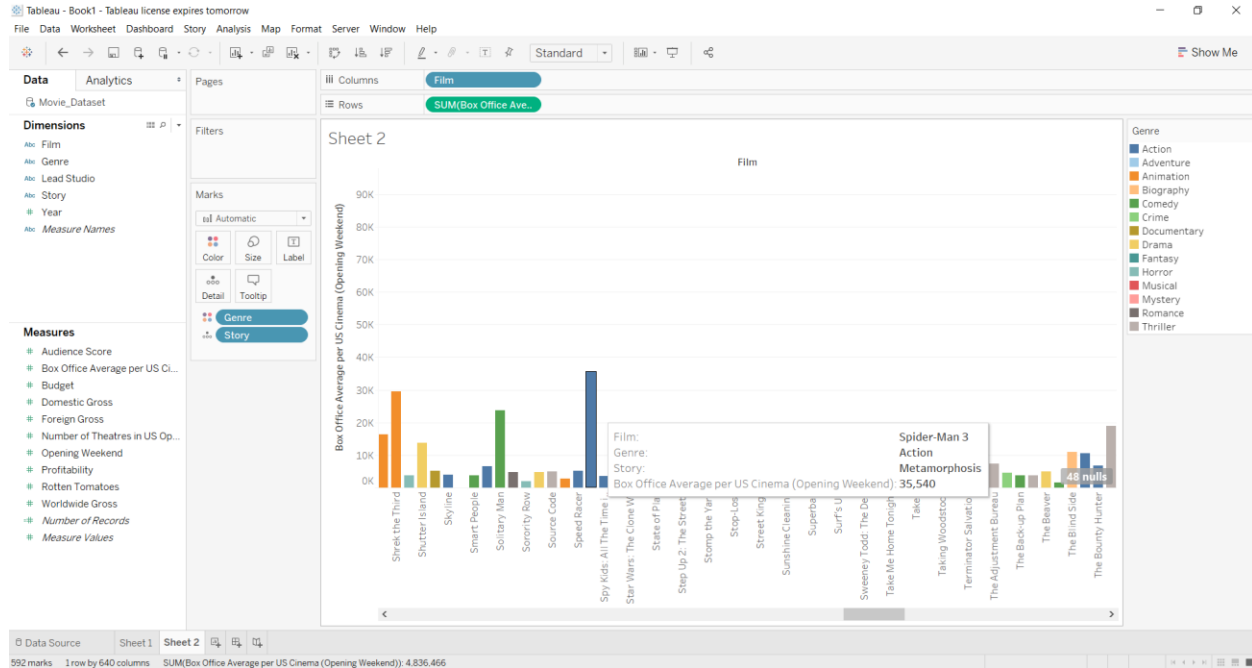 Tableau - Book1 - Tableau license expires tomorrow
File Data Worksheet Dashboard Story Analysis Map Format Server Window Help
Standard
Show Me
Data Analytics
Movie_Dataset
Dimensions
Abc Film
Abc Genre
Abc Lead Studio
Abc Story
# Year
Abc Measure Names
Measures
# Audience Score
# Box Office Average per US Ci...
# Budget
# Domestic Gross
# Foreign Gross
# Number of Theatres in US Op...
# Opening Weekend
# Profitability
# Rotten Tomatoes
# Worldwide Gross
=# Number of Records
# Measure Values
Pages
Filters
Marks
Automatic
Color Size Label
Detail Tooltip
Genre
Story
Columns Film
Rows SUM(Box Office Ave..
Sheet 2
Film
Box Office Average per US Cinema (Opening Weekend)
90K
80K
70K
60K
50K
40K
30K
20K
10K
0K
Film: Spider-Man 3
Genre: Action
Story: Metamorphosis
Box Office Average per US Cinema (Opening Weekend): 35,540
48 nulls
Shrek the Third
Shutter Island
Skyline
Smart People
Solitary Man
Sorority Row
Source Code
Speed Racer
Spy Kids: All The Time i..
Star Wars: The Clone W
State of Pla
Step Up 2: The Street
Stomp the Yar
Stop-Los
Street King
Sunshine Cleanin
Superba
Surf's U
Sweeney Todd: The De
Take Me Home Tonigh
Take
Taking Woodstoc
Terminator Salvatio
The Adjustment Bureau
The Back-up Plan
The Beaver
The Blind Side
The Bounty Hunter
Genre
Action
Adventure
Animation
Biography
Comedy
Crime
Documentary
Drama
Fantasy
Horror
Musical
Mystery
Romance
Thriller
Data Source Sheet 1 Sheet 2
592 marks 1 row by 640 columns SUM(Box Office Average per US Cinema (Opening Weekend)): 4.836.466